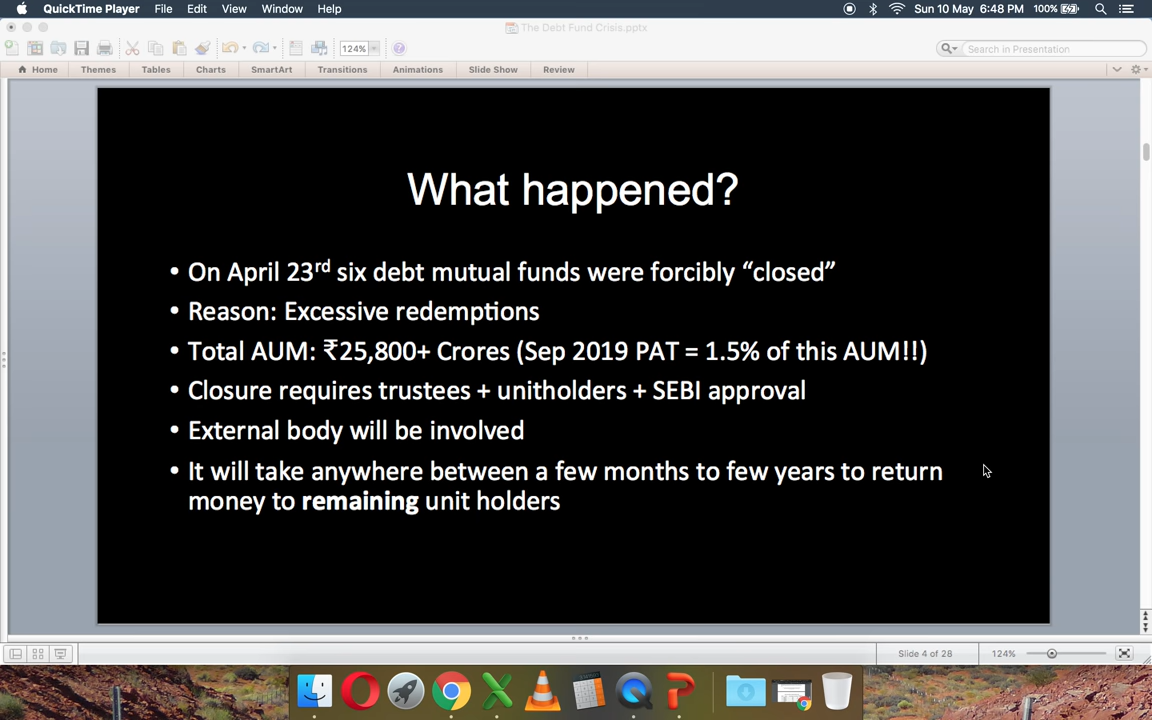 QuickTime Player File Edit View Window Help Sun 10 May 6:48 PM 100%
The Debt Fund Crisis.pptx
124% Search in Presentation
Home Themes Tables Charts SmartArt Transitions Animations Slide Show Review
What happened?
• On April 23rd six debt mutual funds were forcibly “closed”
• Reason: Excessive redemptions
• Total AUM: ₹25,800+ Crores (Sep 2019 PAT = 1.5% of this AUM!!)
• Closure requires trustees + unitholders + SEBI approval
• External body will be involved
• It will take anywhere between a few months to few years to return
money to remaining unit holders
Slide 4 of 28 124%